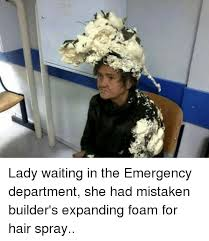 Lady waiting in the Emergency
department, she had mistaken
builder's expanding foam for
hair spray..